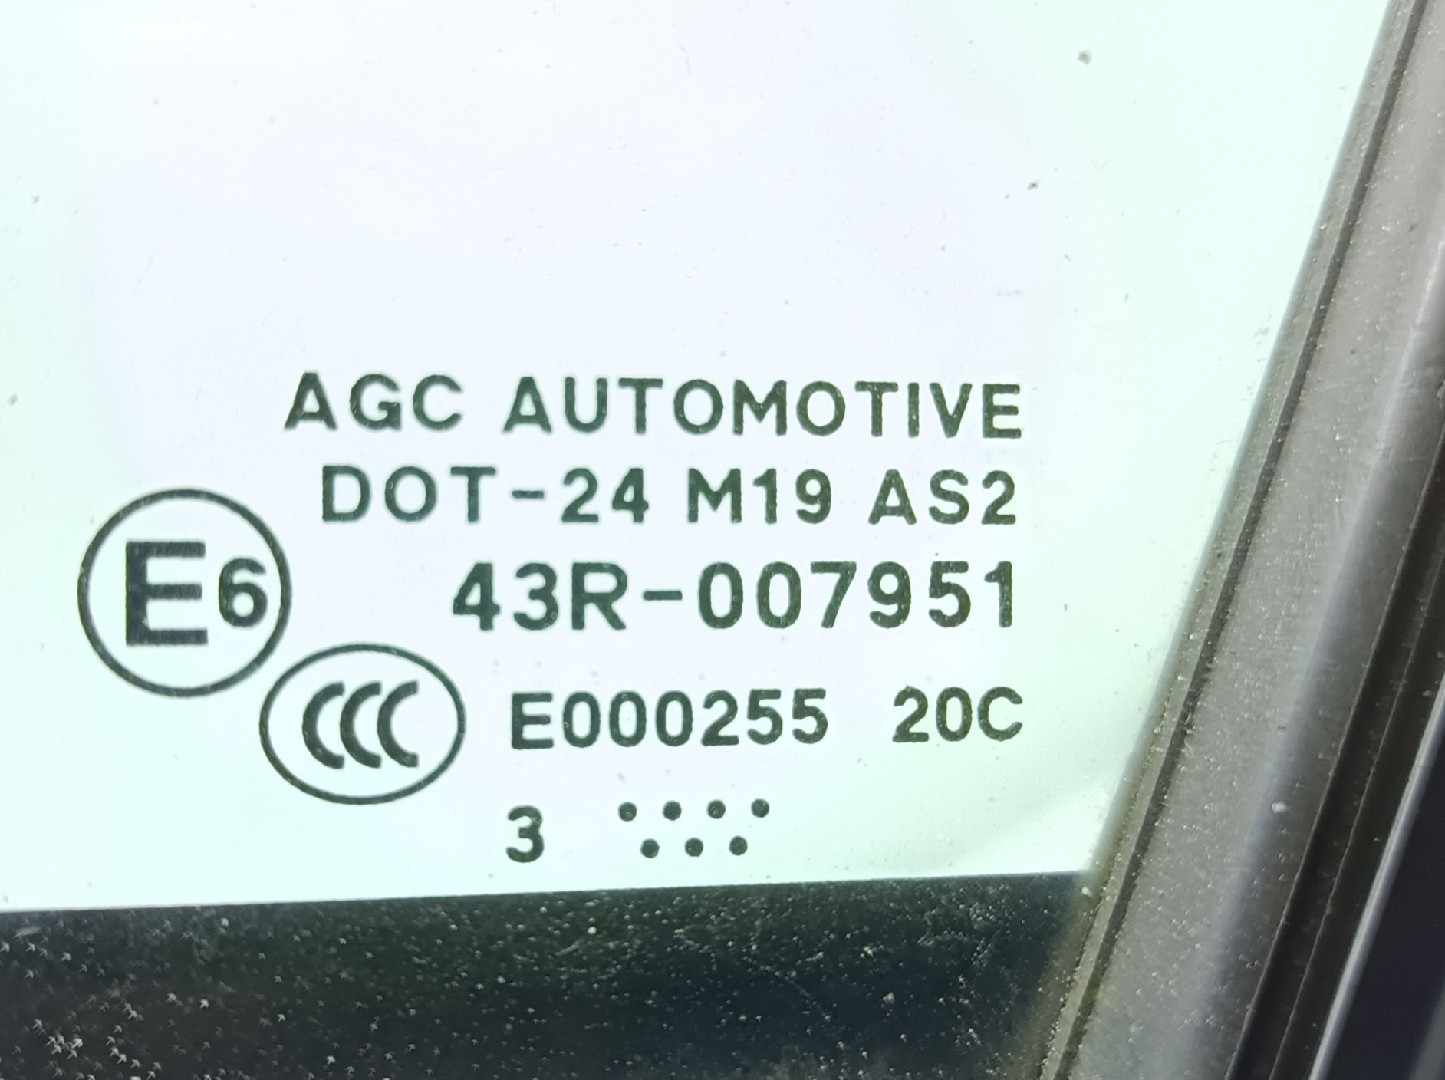 AGC AUTOMOTIVE
DOT-24 M19 AS2
E6 43R-007951
CCC E000255 20C
3